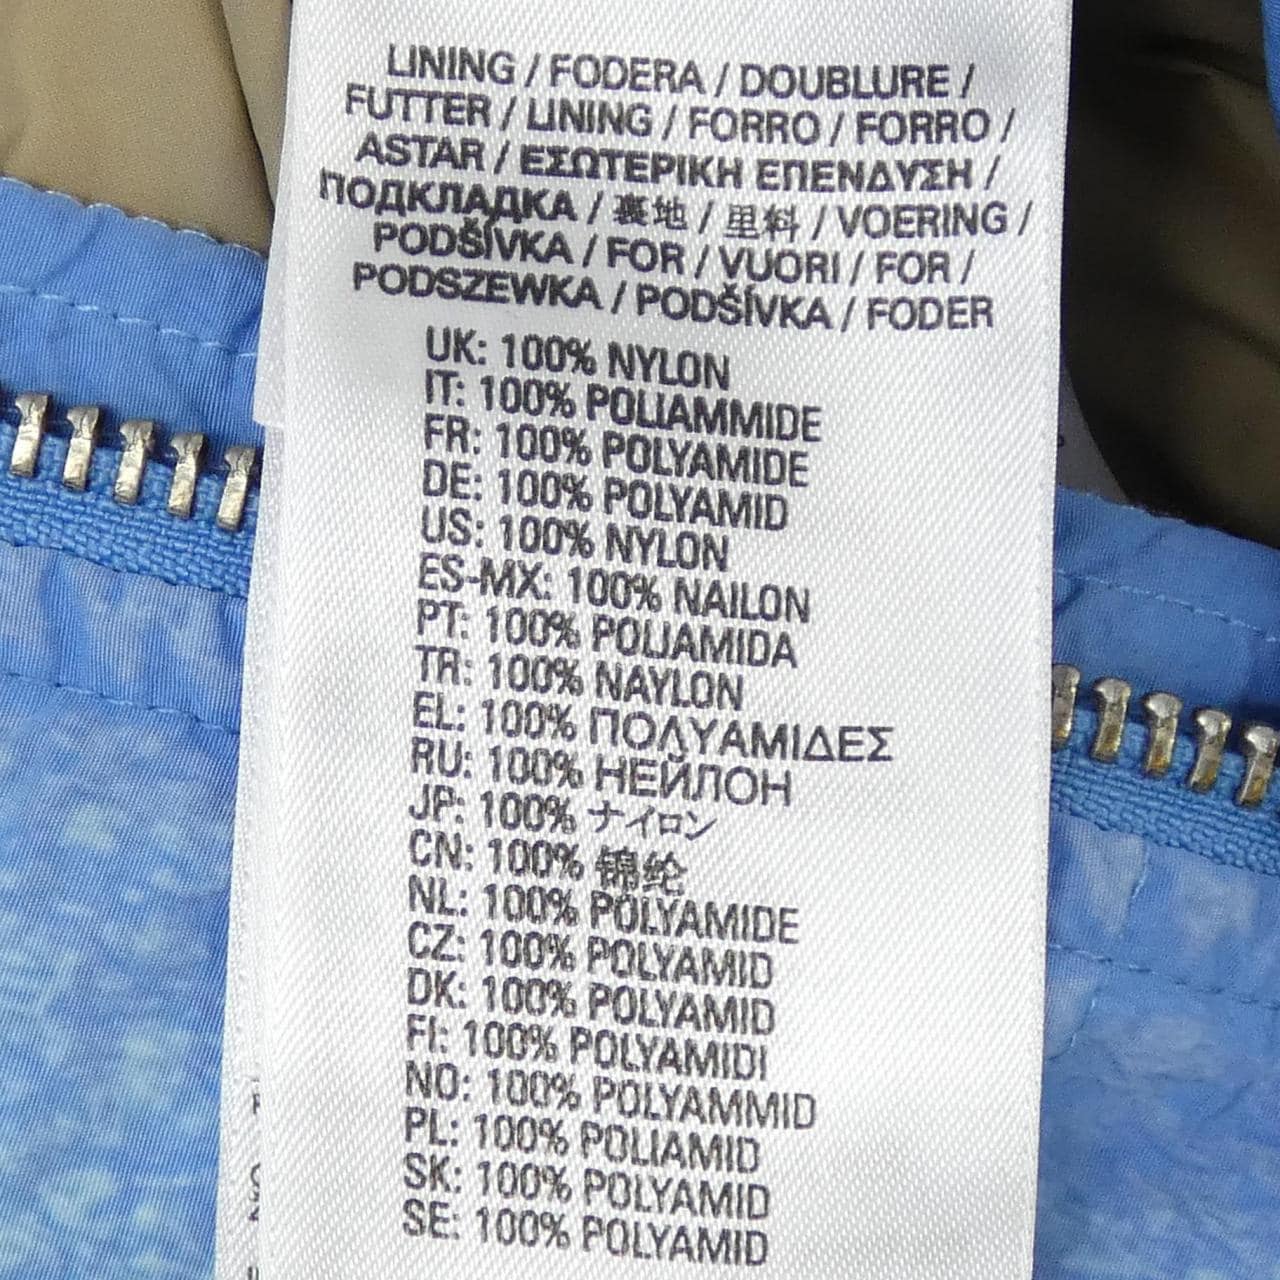 LINING / FODERA / DOUBLURE /
FUTTER / LINING / FORRO / FORRO /
ASTAR / ΕΣΩΤΕΡΙΚΗ ΕΠΕΝΔΥΣΗ /
ПОДКЛАДКА / 裏地 / 里料 / VOERING /
PODŠÍVKA / FOR / VUORI / FOR /
PODSZEWKA / PODŠÍVKA / FODER
UK: 100% NYLON
IT: 100% POLIAMMIDE
FR: 100% POLYAMIDE
DE: 100% POLYAMID
US: 100% NYLON
ES-MX: 100% NAILON
PT: 100% POLIAMIDA
TR: 100% NAYLON
EL: 100% ΠΟΛΥΑΜΙΔΕΣ
RU: 100% НЕЙЛОН
JP: 100% ナイロン
CN: 100% 锦纶
NL: 100% POLYAMIDE
CZ: 100% POLYAMID
DK: 100% POLYAMID
FI: 100% POLYAMIDI
NO: 100% POLYAMMID
PL: 100% POLIAMID
SK: 100% POLYAMID
SE: 100% POLYAMID